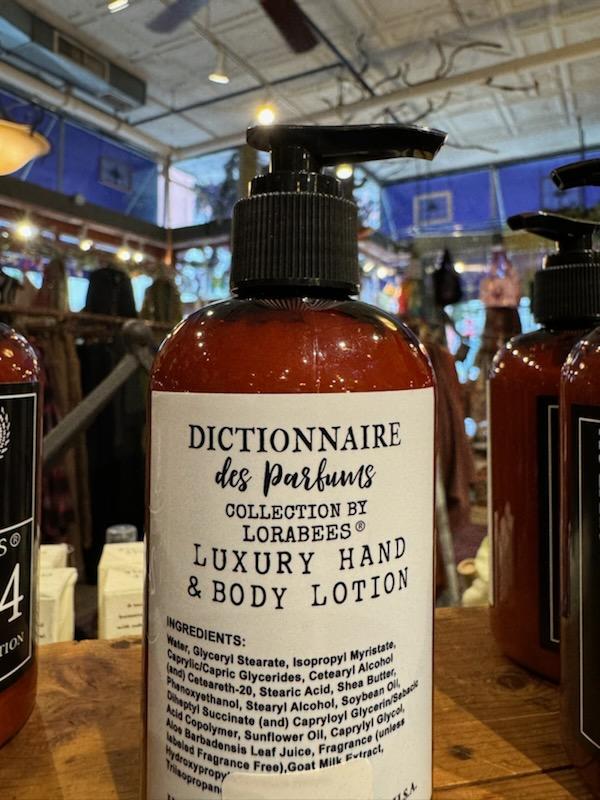 DICTIONNAIRE
des Parfums
COLLECTION BY
LORABEES®
LUXURY HAND
& BODY LOTION
INGREDIENTS:
Water, Glyceryl Stearate, Isopropyl Myristate,
Caprylic/Capric Glycerides, Cetearyl Alcohol
(and) Ceteareth-20, Stearic Acid, Shea Butter,
Phenoxyethanol, Stearyl Alcohol, Soybean Oil,
Diheptyl Succinate (and) Capryloyl Glycerin/Sebacic
Acid Copolymer, Sunflower Oil, Caprylyl Glycol,
Aloe Barbadensis Leaf Juice, Fragrance (unless
labeled Fragrance Free),Goat Milk Extract,
S®
4
TION